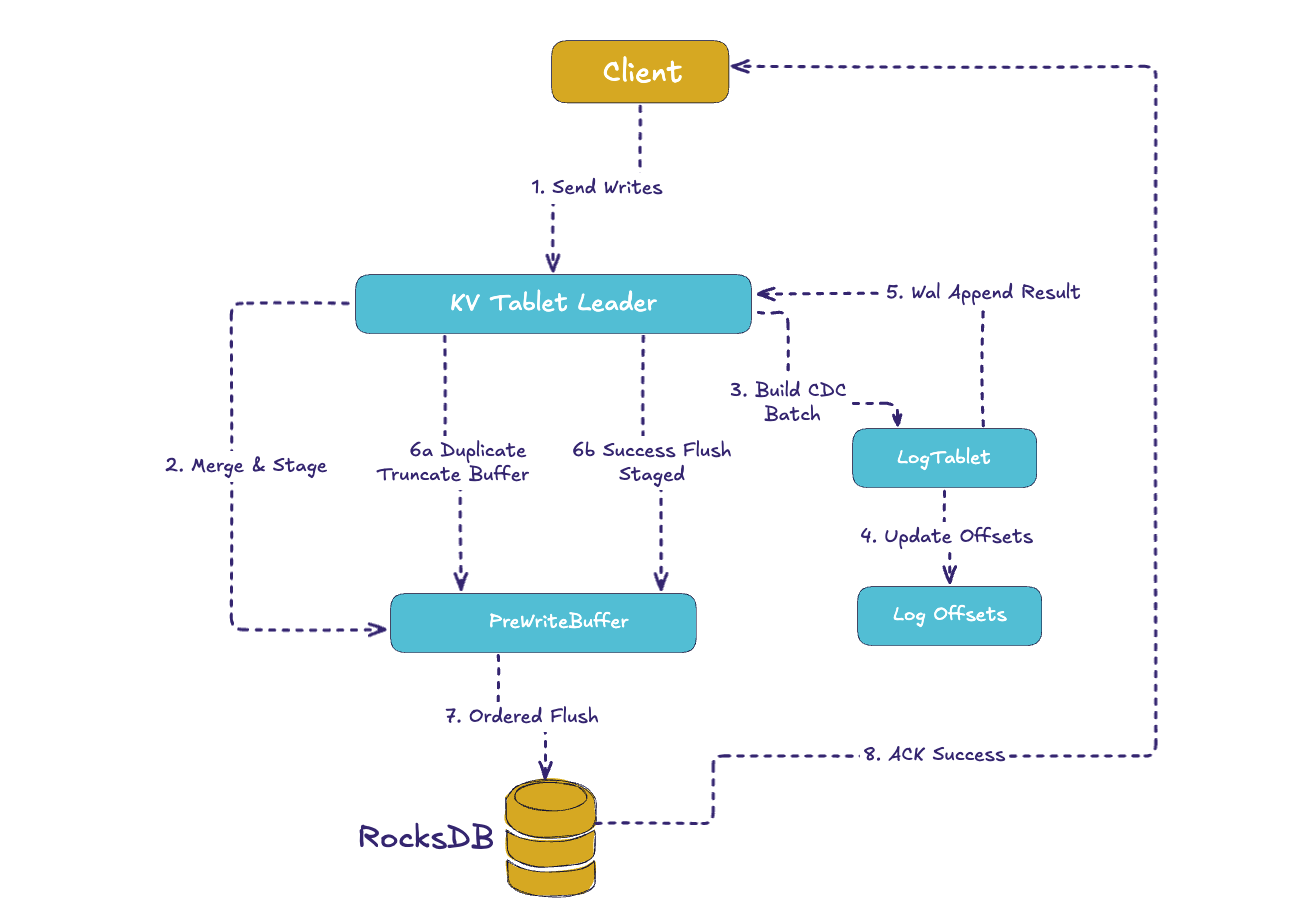 Client
1. Send Writes
KV Tablet Leader
5. Wal Append Result
3. Build CDC
Batch
6a Duplicate
Truncate Buffer
6b Success Flush
Staged
2. Merge & Stage
LogTablet
4. Update Offsets
PreWriteBuffer
Log Offsets
7. Ordered Flush
8. ACK Success
RocksDB